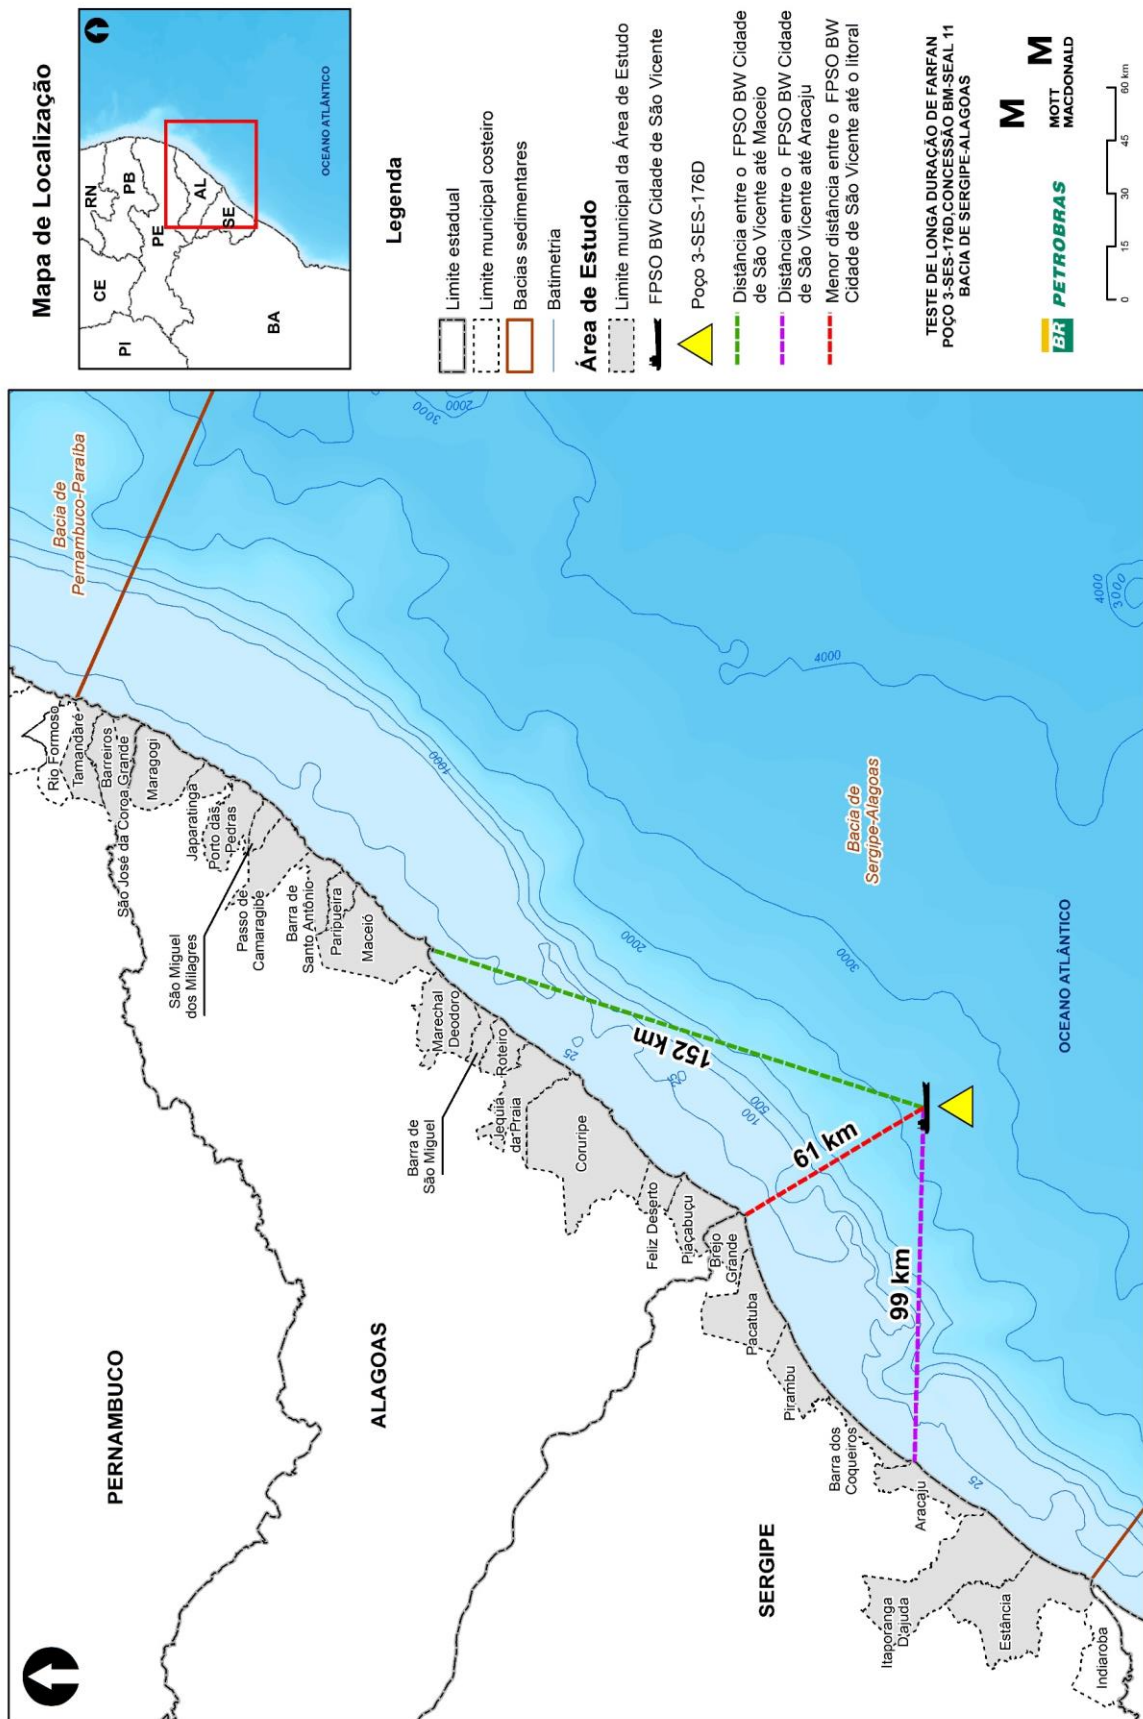 Mapa de Localização
RN
CE
PB
PI
PE
AL
SE
BA
OCEANO ATLÂNTICO
Legenda
Limite estadual
Limite municipal costeiro
Bacias sedimentares
Batimetria
Área de Estudo
Limite municipal da Área de Estudo
FPSO BW Cidade de São Vicente
Poço 3-SES-176D
Distância entre o FPSO BW Cidade
de São Vicente até Maceio
Distância entre o FPSO BW Cidade
de São Vicente até Aracaju
Menor distância entre o FPSO BW
Cidade de São Vicente até o litoral
TESTE DE LONGA DURAÇÃO DE FARFAN
POÇO 3-SES-176D,CONCESSÃO BM-SEAL 11
BACIA DE SERGIPE-ALAGOAS
BR PETROBRAS
M
MOTT
MACDONALD
M
0 15 30 45 60 km
PERNAMBUCO
ALAGOAS
SERGIPE
Bacia de
Pernambuco-Paraíba
Rio Formoso
Tamandaré
Barreiros
São José da Coroa Grande
Maragogi
Japaratinga
Porto das
Pedras
São Miguel
dos Milagres
Passo de
Camaragibe
Barra de
Santo Antônio
Paripueira
Maceió
Marechal
Deodoro
Barra de
São Miguel
Roteiro
Jequiá
da Praia
Coruripe
Feliz Deserto
Piaçabuçu
Brejo
Grande
Pacatuba
Pirambu
Barra dos
Coqueiros
Aracaju
Itaporanga
D'ajuda
Estância
Indiaroba
152 km
61 km
99 km
Bacia de
Sergipe-Alagoas
OCEANO ATLÂNTICO
3000
2000
1000
4000
2000
3000
25
25
100
500
25
4000
3000